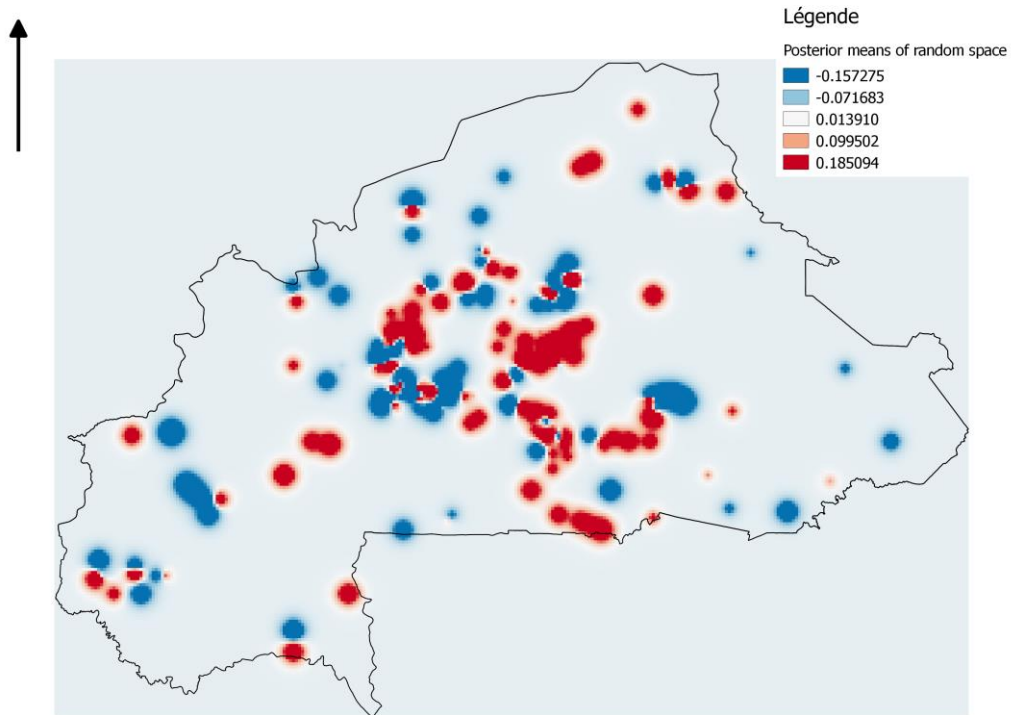 Légende
Posterior means of random space
-0.157275
-0.071683
0.013910
0.099502
0.185094